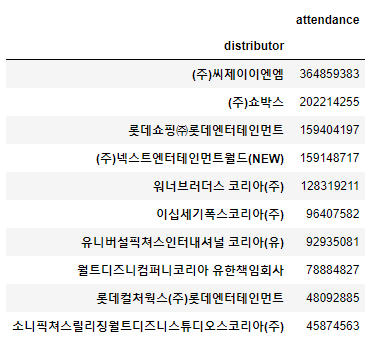 attendance
distributor
(주)씨제이이엔엠 364859383
(주)쇼박스 202214255
롯데쇼핑㈜롯데엔터테인먼트 159404197
(주)넥스트엔터테인먼트월드(NEW) 159148717
워너브러더스 코리아(주) 128319211
이십세기폭스코리아(주) 96407582
유니버설픽쳐스인터내셔널 코리아(유) 92935081
월트디즈니컴퍼니코리아 유한책임회사 78884827
롯데컬처웍스(주)롯데엔터테인먼트 48092885
소니픽쳐스릴리징월트디즈니스튜디오스코리아(주) 45874563